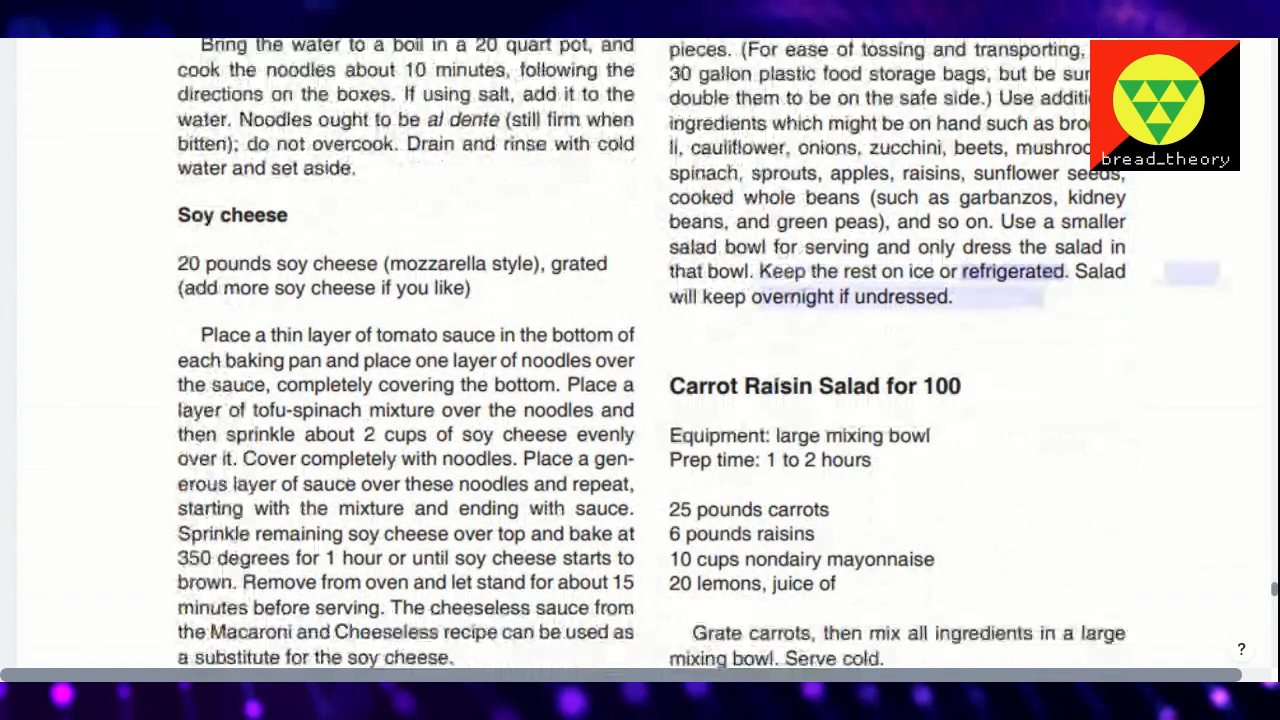 Bring the water to a boil in a 20 quart pot, and
cook the noodles about 10 minutes, following the
directions on the boxes. If using salt, add it to the
water. Noodles ought to be al dente (still firm when
bitten); do not overcook. Drain and rinse with cold
water and set aside.
Soy cheese
20 pounds soy cheese (mozzarella style), grated
(add more soy cheese if you like)
Place a thin layer of tomato sauce in the bottom of
each baking pan and place one layer of noodles over
the sauce, completely covering the bottom. Place a
layer of tofu-spinach mixture over the noodles and
then sprinkle about 2 cups of soy cheese evenly
over it. Cover completely with noodles. Place a gen-
erous layer of sauce over these noodles and repeat,
starting with the mixture and ending with sauce.
Sprinkle remaining soy cheese over top and bake at
350 degrees for 1 hour or until soy cheese starts to
brown. Remove from oven and let stand for about 15
minutes before serving. The cheeseless sauce from
the Macaroni and Cheeseless recipe can be used as
a substitute for the soy cheese.
pieces. (For ease of tossing and transporting,
30 gallon plastic food storage bags, but be
double them to be on the safe side.) Use
ingredients which might be on hand such as
li, cauliflower, onions, zucchini, beets,
spinach, sprouts, apples, raisins, sunflower seeds,
cooked whole beans (such as garbanzos, kidney
beans, and green peas), and so on. Use a smaller
salad bowl for serving and only dress the salad in
that bowl. Keep the rest on ice or refrigerated. Salad
will keep overnight if undressed.
Carrot Raisin Salad for 100
Equipment: large mixing bowl
Prep time: 1 to 2 hours
25 pounds carrots
6 pounds raisins
10 cups nondairy mayonnaise
20 lemons, juice of
Grate carrots, then mix all ingredients in a large
mixing bowl. Serve cold.
bread_theory
?